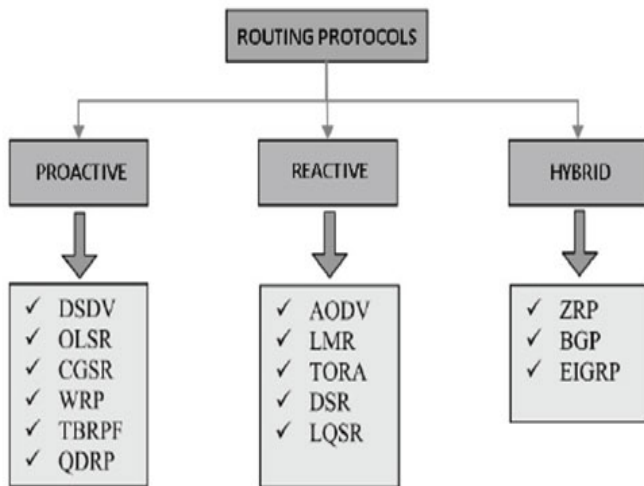 ROUTING PROTOCOLS
PROACTIVE
REACTIVE
HYBRID
✓ DSDV
✓ OLSR
✓ CGSR
✓ WRP
✓ TBRPF
✓ QDRP
✓ AODV
✓ LMR
✓ TORA
✓ DSR
✓ LQSR
✓ ZRP
✓ BGP
✓ EIGRP